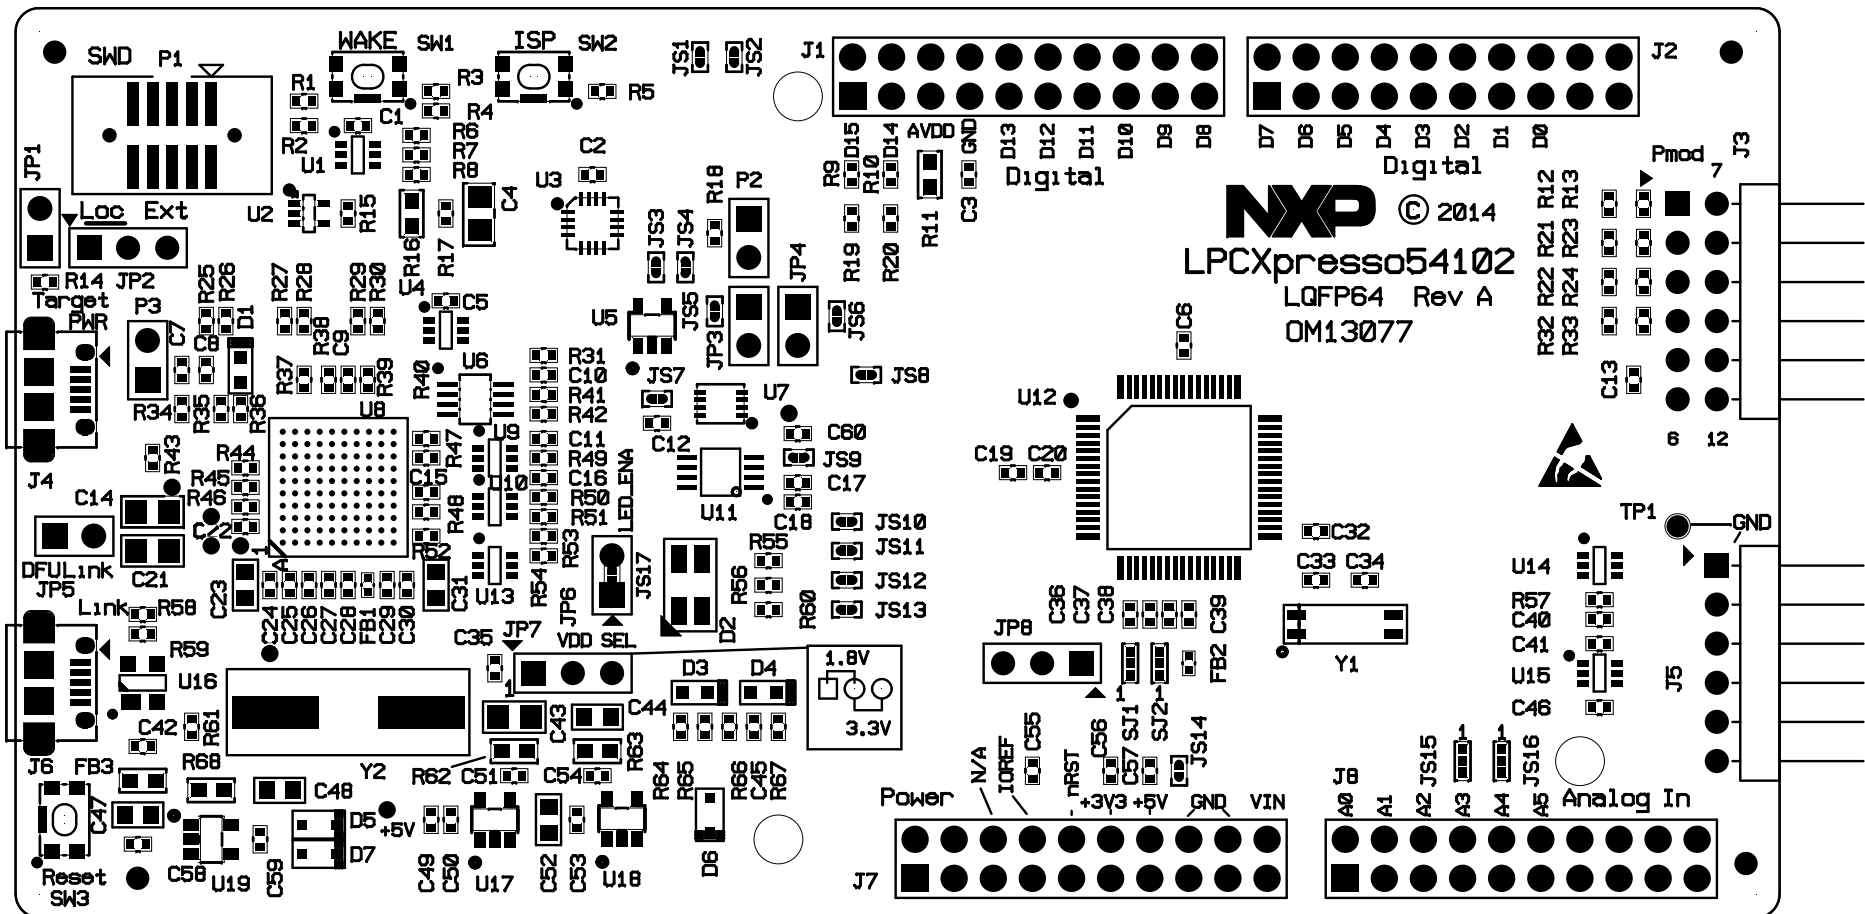 SWD P1
WAKE SW1 ISP SW2
JS1 JS2
J1 J2
R1 R3 R4 R5
C1 R2 U1
R6 R7 R8
C2 U3 C4
D15 D14 AVDD GND D13 D12 D11 D10 D9 D8
D7 D6 D5 D4 D3 D2 D1 D0
Digital Digital
Pmod 7 J3
JP1
Loc Ext
U2 R15 R16 R17
R18 P2
R9 R10 R11 C3
R19 R20
NXP © 2014
LPCXpresso54102
LQFP64 Rev A
OM13077
R12 R13
R21 R23
R22 R24
R32 R33
C13
6 12
R14 JP2
Target
PWR
P3 R25 R26 R27 R28 R29 R30
U4 C5
JS3 JS4 JP4
U5 JS5 JP3 JS6
C7 C8 D1
R37 R38 C9 R39 R40 U6
R31
C10
R41
R42
C11
R49
C16
R50
R51
JS7 U7 JS8
C6
U12
R34 R35 R36 U8
J4 R43
R44
R45
R46
C14
R47 U9
C15 U10
R48
C12 LED_ENA
C60
JS9
C17
C18
U11
C19 C20
TP1 GND
C72
DFULink
JP5
C21
1
A
R52 R53 R54 U13
JS17 JP6
R55 R56 R60
JS10
JS11
JS12
JS13
D2
C32
C33 C34
U14
R57
C40
C41
U15
C46
J5
C23 C24 C25 C26 C27 C28 FB1 C29 C30 C31
Link
R58
R59
U16
C35 JP7 VDD SEL
1
1.8V
3.3V
C36 C37 C38 C39
JP8 FB2
Y1
D3 D4
C42 R61
C43 C44
R62 R63
Y2
C51 C54
J6 FB3 R68
C47 C48
R64 R65 R66 C45 R67
1 1
SJ1 SJ2 JS14
N/A IOREF C55 nRST C56 C57
Power +3V3 +5V GND VIN
J7
J8
1 1
JS15 JS16
A0 A1 A2 A3 A4 A5
Analog In
D5
D7
+5V
Reset
SW3
C58 U19 C59
C49 C50 U17 C52 C53 U18
D6